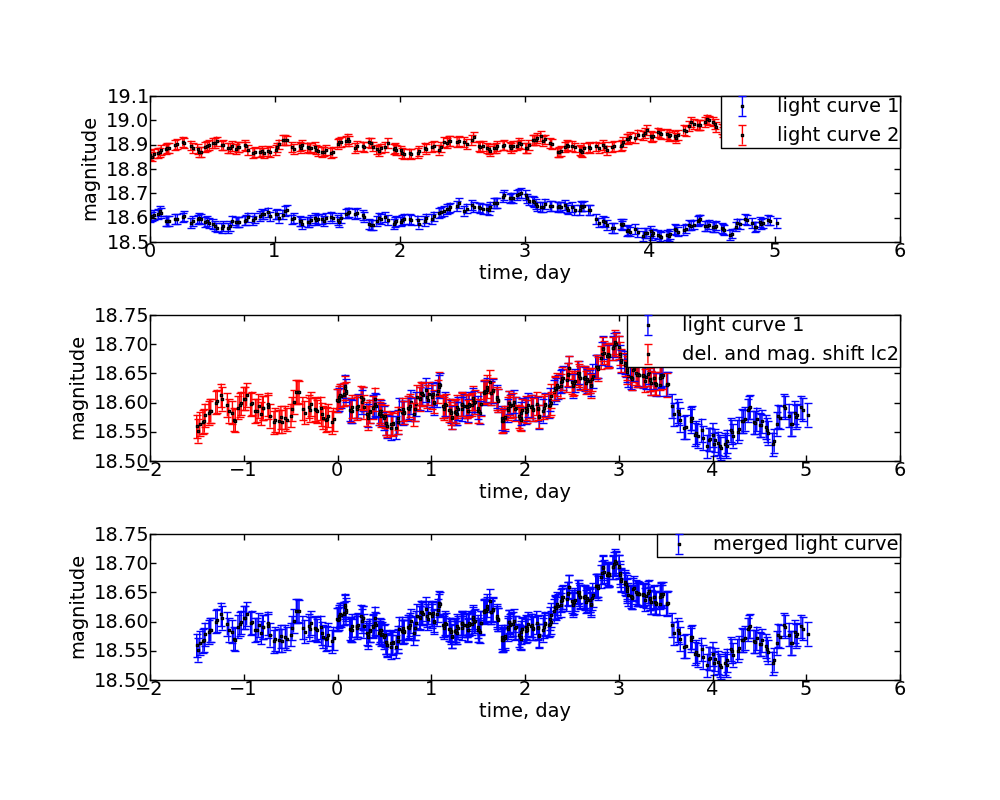 19.1
19.0
18.9
18.8
18.7
18.6
18.5
magnitude
light curve 1
light curve 2
0 1 2 3 4 5 6
time, day
18.75
18.70
18.65
18.60
18.55
18.50
magnitude
light curve 1
del. and mag. shift lc2
−2 −1 0 1 2 3 4 5 6
time, day
18.75
18.70
18.65
18.60
18.55
18.50
magnitude
merged light curve
−2 −1 0 1 2 3 4 5 6
time, day